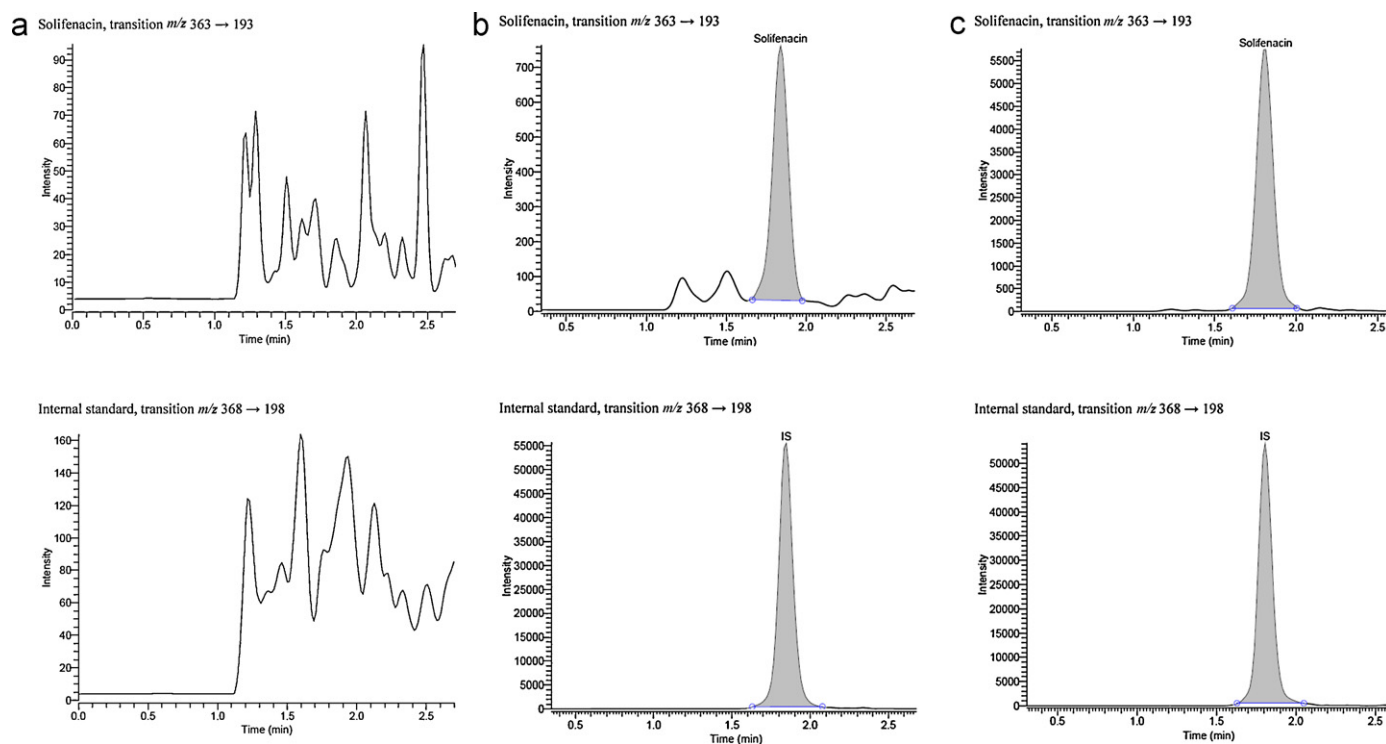 a
Solifenacin, transition m/z 363 → 193
Intensity
90
80
70
60
50
40
30
20
10
0
0.0 0.5 1.0 1.5 2.0 2.5
Time (min)
Internal standard, transition m/z 368 → 198
Intensity
160
140
120
100
80
60
40
20
0
0.0 0.5 1.0 1.5 2.0 2.5
Time (min)
b
Solifenacin, transition m/z 363 → 193
Solifenacin
Intensity
700
600
500
400
300
200
100
0
0.5 1.0 1.5 2.0 2.5
Time (min)
Internal standard, transition m/z 368 → 198
IS
Intensity
55000
50000
45000
40000
35000
30000
25000
20000
15000
10000
5000
0
0.5 1.0 1.5 2.0 2.5
Time (min)
c
Solifenacin, transition m/z 363 → 193
Solifenacin
Intensity
5500
5000
4500
4000
3500
3000
2500
2000
1500
1000
500
0
0.5 1.0 1.5 2.0 2.5
Time (min)
Internal standard, transition m/z 368 → 198
IS
Intensity
50000
45000
40000
35000
30000
25000
20000
15000
10000
5000
0
0.5 1.0 1.5 2.0 2.5
Time (min)